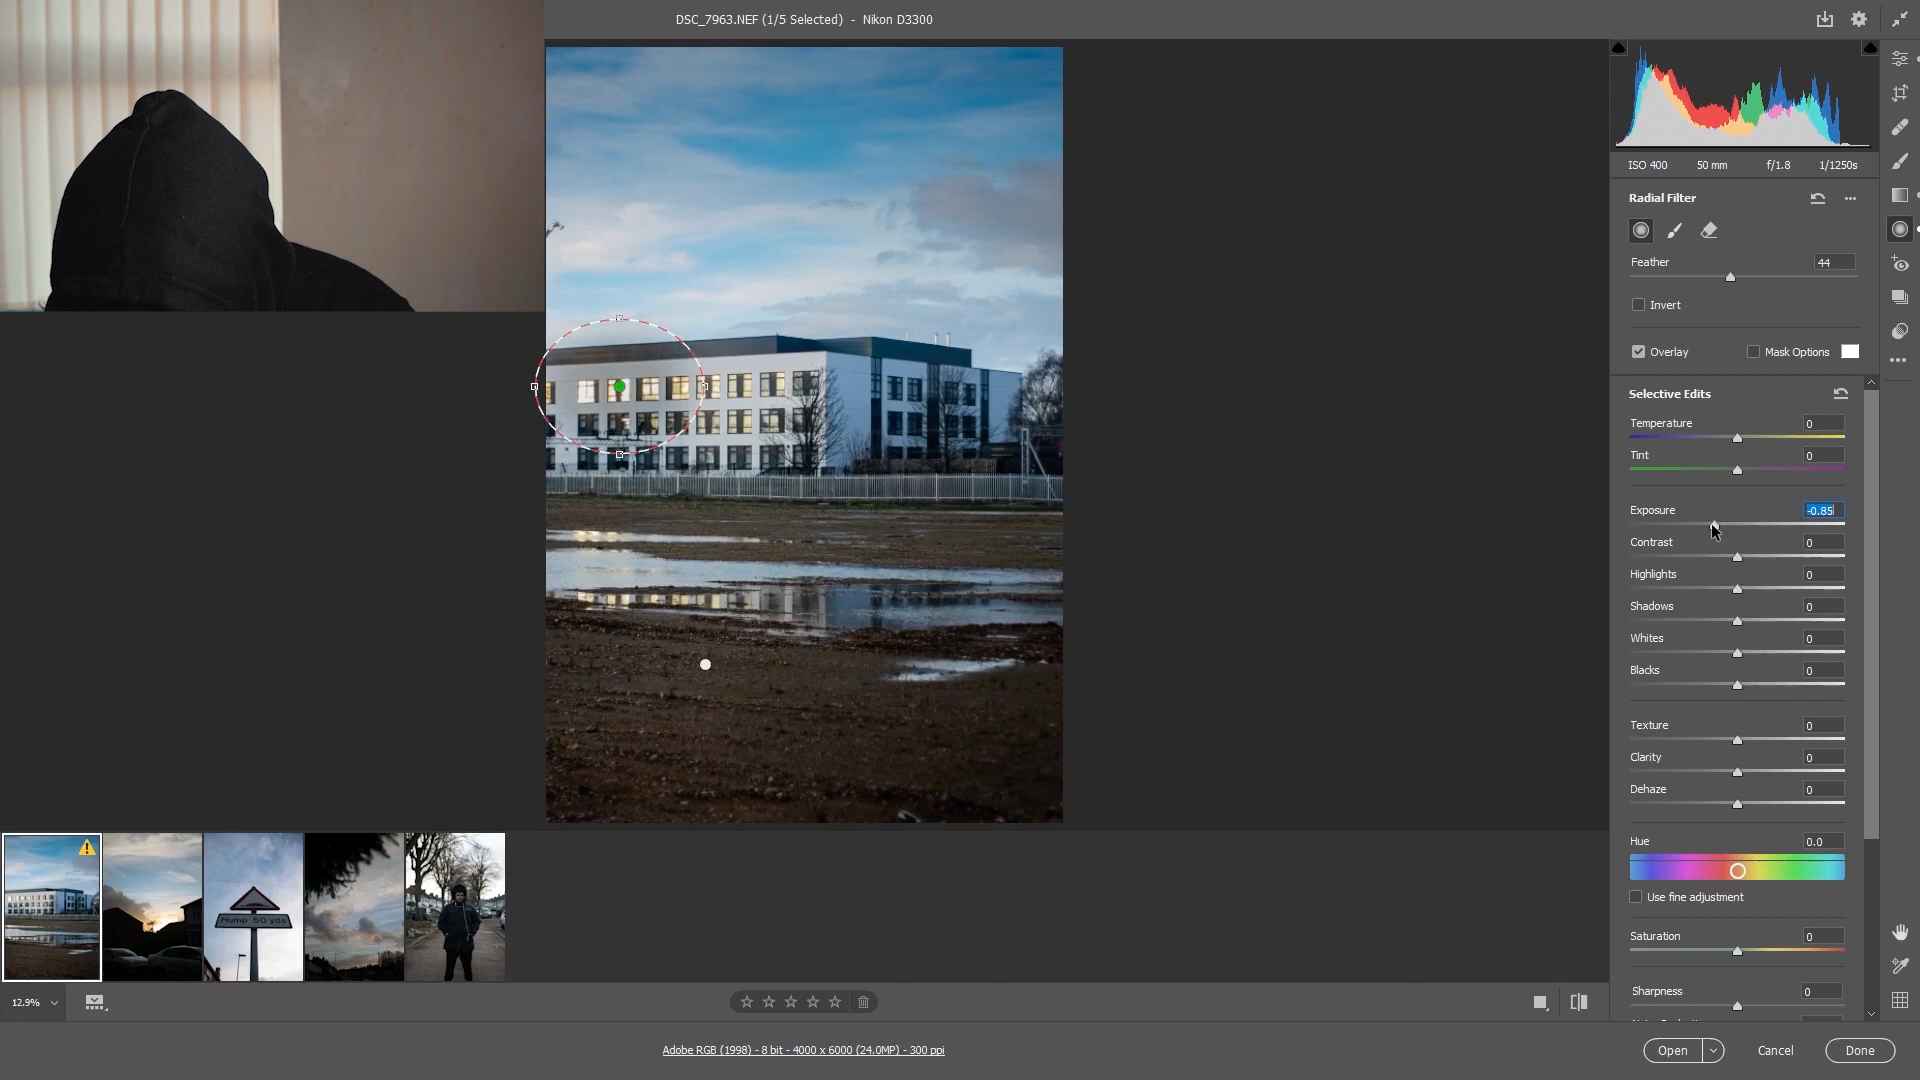 DSC_7963.NEF (1/5 Selected) - Nikon D3300
ISO 400 50 mm f/1.8 1/1250s
Radial Filter
Feather 44
Invert
Overlay Mask Options
Selective Edits
Temperature 0
Tint 0
Exposure -0.85
Contrast 0
Highlights 0
Shadows 0
Whites 0
Blacks 0
Texture 0
Clarity 0
Dehaze 0
Hue 0.0
Use fine adjustment
Saturation 0
Sharpness 0
Hump 50 yds
12.9%
Adobe RGB (1998) - 8 bit - 4000 x 6000 (24.0MP) - 300 ppi
Open Cancel Done